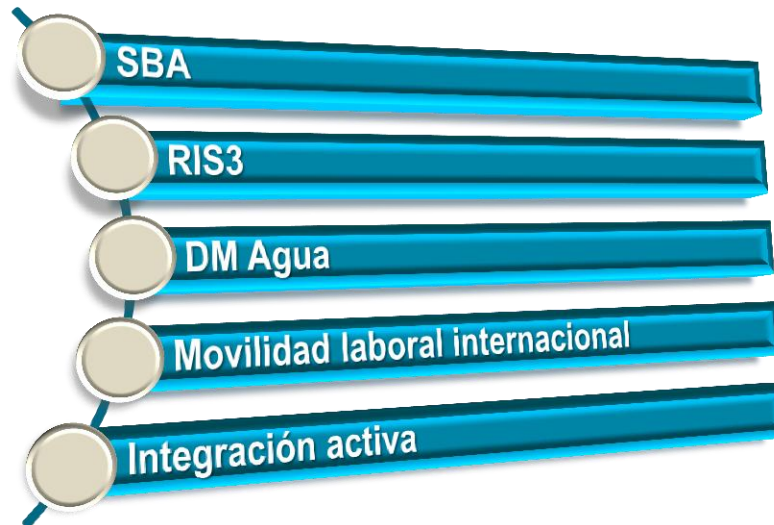 SBA
RIS3
DM Agua
Movilidad laboral internacional
Integración activa